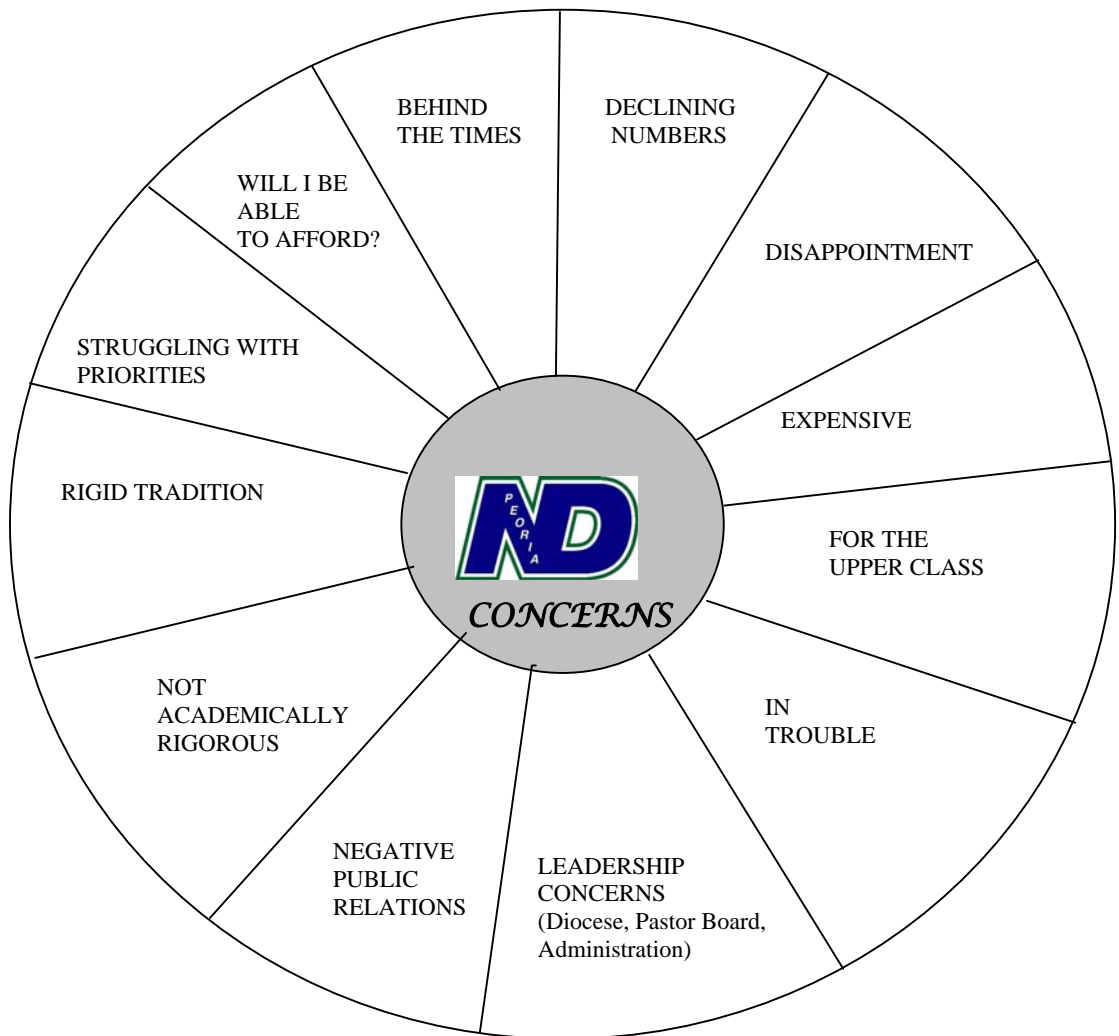 BEHIND
THE TIMES
DECLINING
NUMBERS
DISAPPOINTMENT
EXPENSIVE
FOR THE
UPPER CLASS
IN
TROUBLE
LEADERSHIP
CONCERNS
(Diocese, Pastor Board,
Administration)
NEGATIVE
PUBLIC
RELATIONS
NOT
ACADEMICALLY
RIGOROUS
RIGID TRADITION
STRUGGLING WITH
PRIORITIES
WILL I BE
ABLE
TO AFFORD?
ND
PEORIA
CONCERNS